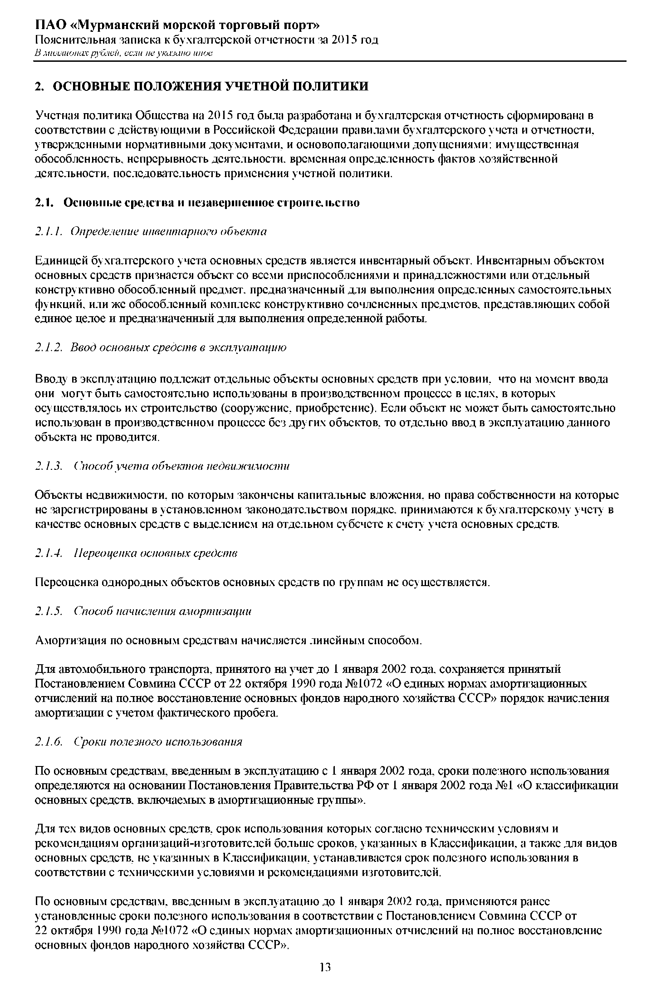 ПАО «Мурманский морской торговый порт»
Пояснительная записка к бухгалтерской отчетности за 2015 год
В миллионах рублей, если не указано иное
2. ОСНОВНЫЕ ПОЛОЖЕНИЯ УЧЕТНОЙ ПОЛИТИКИ
Учетная политика Общества на 2015 год была разработана и бухгалтерская отчетность сформирована в
соответствии с действующими в Российской Федерации правилами бухгалтерского учета и отчетности,
утвержденными нормативными документами, и основополагающими допущениями: имущественная
обособленность, непрерывность деятельности, временная определенность фактов хозяйственной
деятельности, последовательность применения учетной политики.
2.1. Основные средства и незавершенное строительство
2.1.1. Определение инвентарного объекта
Единицей бухгалтерского учета основных средств является инвентарный объект. Инвентарным объектом
основных средств признается объект со всеми приспособлениями и принадлежностями или отдельный
конструктивно обособленный предмет, предназначенный для выполнения определенных самостоятельных
функций, или же обособленный комплекс конструктивно сочлененных предметов, представляющих собой
единое целое и предназначенный для выполнения определенной работы.
2.1.2. Ввод основных средств в эксплуатацию
Вводу в эксплуатацию подлежат отдельные объекты основных средств при условии, что на момент ввода
они могут быть самостоятельно использованы в производственном процессе в целях, в которых
осуществлялось их строительство (сооружение, приобретение). Если объект не может быть самостоятельно
использован в производственном процессе без других объектов, то отдельно ввод в эксплуатацию данного
объекта не проводится.
2.1.3. Способ учета объектов недвижимости
Объекты недвижимости, по которым закончены капитальные вложения, но права собственности на которые
не зарегистрированы в установленном законодательством порядке, принимаются к бухгалтерскому учету в
качестве основных средств с выделением на отдельном субсчете к счету учета основных средств.
2.1.4. Переоценка основных средств
Переоценка однородных объектов основных средств по группам не осуществляется.
2.1.5. Способ начисления амортизации
Амортизация по основным средствам начисляется линейным способом.
Для автомобильного транспорта, принятого на учет до 1 января 2002 года, сохраняется принятый
Постановлением Совмина СССР от 22 октября 1990 года №1072 «О единых нормах амортизационных
отчислений на полное восстановление основных фондов народного хозяйства СССР» порядок начисления
амортизации с учетом фактического пробега.
2.1.6. Сроки полезного использования
По основным средствам, введенным в эксплуатацию с 1 января 2002 года, сроки полезного использования
определяются на основании Постановления Правительства РФ от 1 января 2002 года №1 «О классификации
основных средств, включаемых в амортизационные группы».
Для тех видов основных средств, срок использования которых согласно техническим условиям и
рекомендациям организаций-изготовителей больше сроков, указанных в Классификации, а также для видов
основных средств, не указанных в Классификации, устанавливается срок полезного использования в
соответствии с техническими условиями и рекомендациями изготовителей.
По основным средствам, введенным в эксплуатацию до 1 января 2002 года, применяются ранее
установленные сроки полезного использования в соответствии с Постановлением Совмина СССР от
22 октября 1990 года №1072 «О единых нормах амортизационных отчислений на полное восстановление
основных фондов народного хозяйства СССР».
13